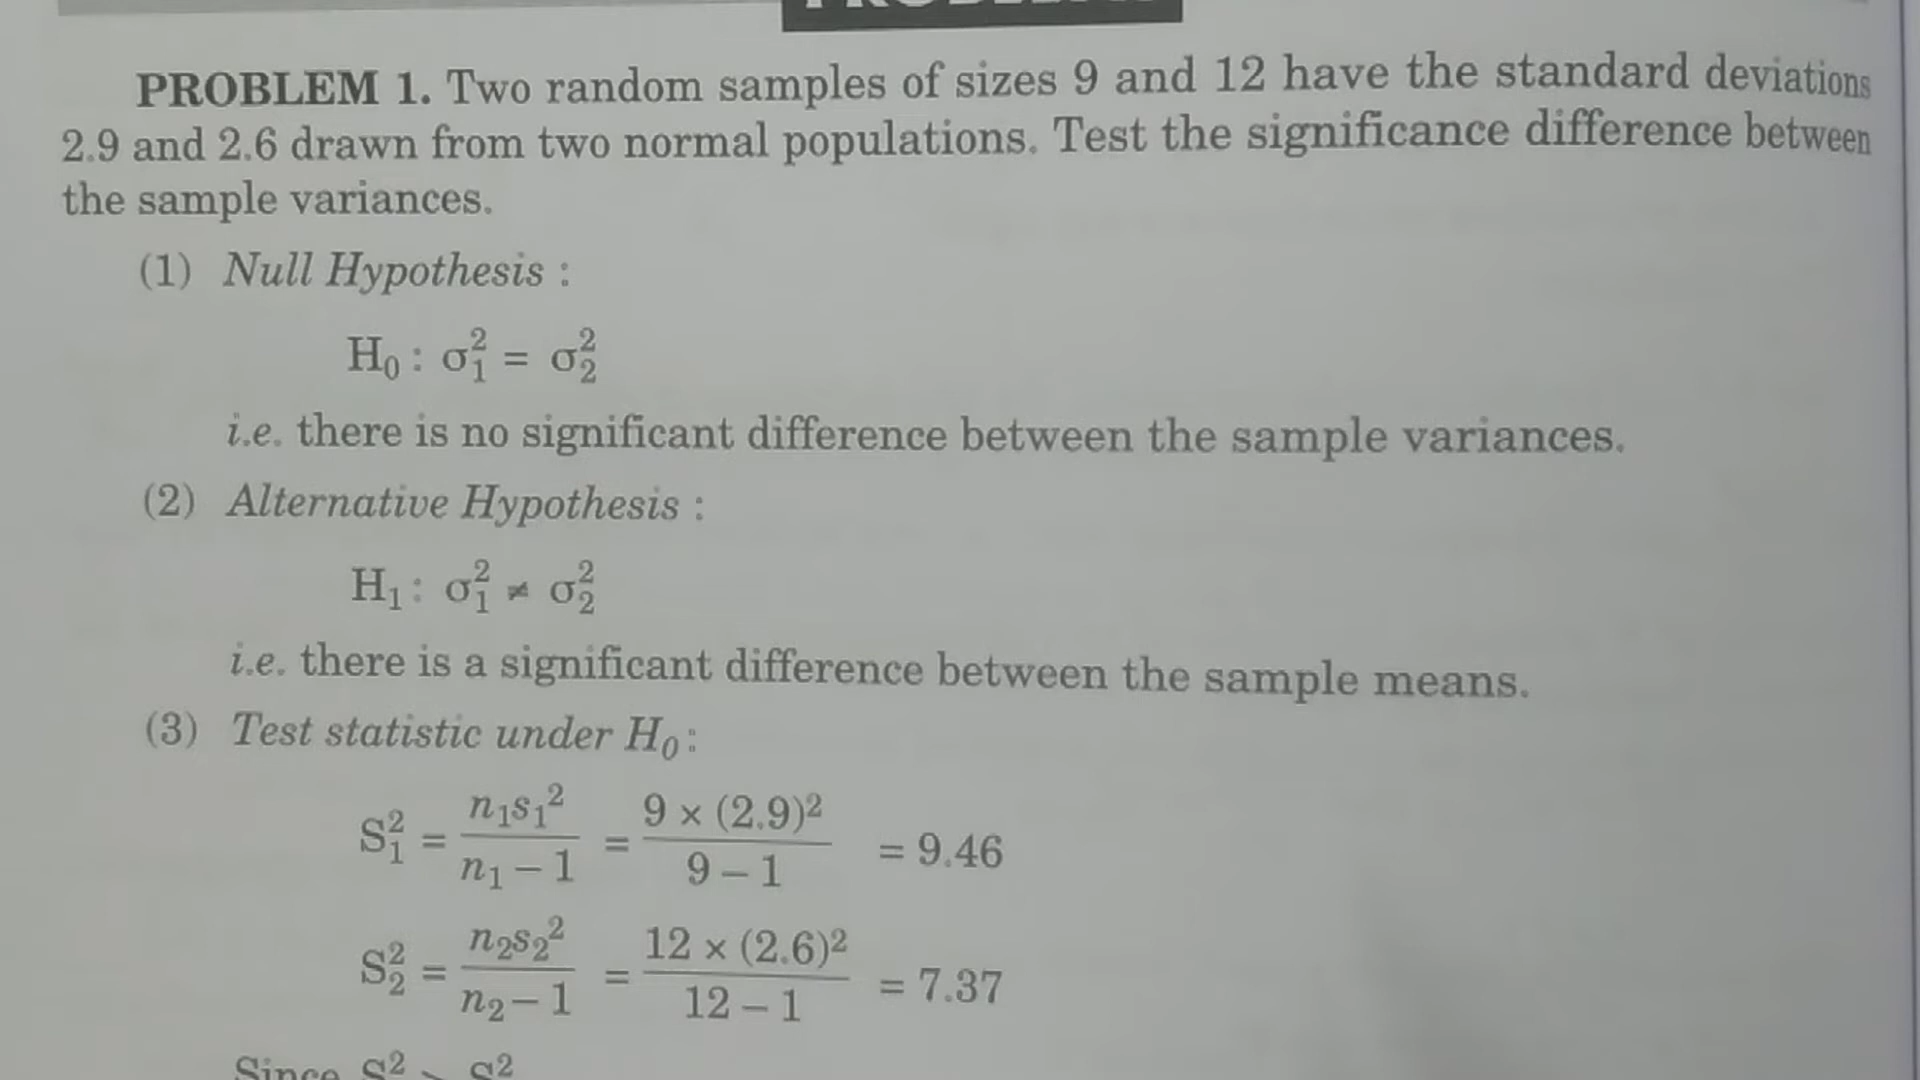 PROBLEM 1. Two random samples of sizes 9 and 12 have the standard deviations
2.9 and 2.6 drawn from two normal populations. Test the significance difference between
the sample variances.
(1) Null Hypothesis :
H₀ : σ₁² = σ₂²
i.e. there is no significant difference between the sample variances.
(2) Alternative Hypothesis :
H₁ : σ₁² ≠ σ₂²
i.e. there is a significant difference between the sample means.
(3) Test statistic under H₀ :
S₁² = n₁s₁² / n₁ – 1 = 9 × (2.9)² / 9 – 1 = 9.46
S₂² = n₂s₂² / n₂ – 1 = 12 × (2.6)² / 12 – 1 = 7.37
Since S² > S²